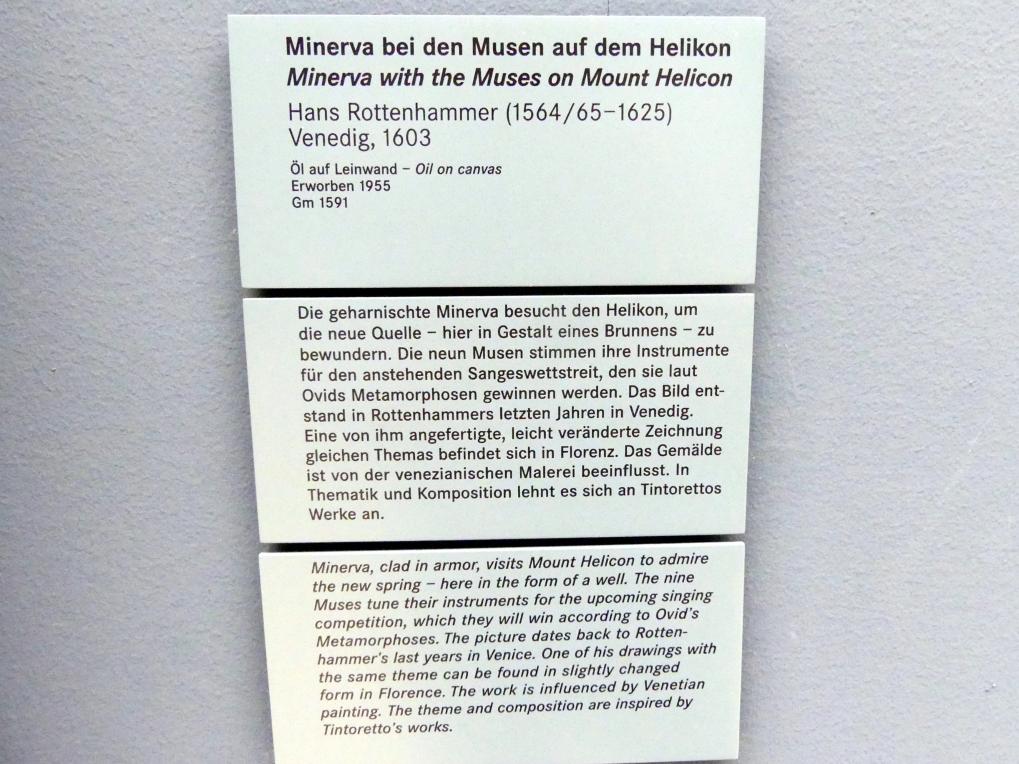 Minerva bei den Musen auf dem Helikon
Minerva with the Muses on Mount Helicon
Hans Rottenhammer (1564/65–1625)
Venedig, 1603
Öl auf Leinwand – Oil on canvas
Erworben 1955
Gm 1591
Die geharnischte Minerva besucht den Helikon, um
die neue Quelle – hier in Gestalt eines Brunnens – zu
bewundern. Die neun Musen stimmen ihre Instrumente
für den anstehenden Sangeswettstreit, den sie laut
Ovids Metamorphosen gewinnen werden. Das Bild ent-
stand in Rottenhammers letzten Jahren in Venedig.
Eine von ihm angefertigte, leicht veränderte Zeichnung
gleichen Themas befindet sich in Florenz. Das Gemälde
ist von der venezianischen Malerei beeinflusst. In
Thematik und Komposition lehnt es sich an Tintorettos
Werke an.
Minerva, clad in armor, visits Mount Helicon to admire
the new spring – here in the form of a well. The nine
Muses tune their instruments for the upcoming singing
competition, which they will win according to Ovid's
Metamorphoses. The picture dates back to Rotten-
hammer's last years in Venice. One of his drawings with
the same theme can be found in slightly changed
form in Florence. The work is influenced by Venetian
painting. The theme and composition are inspired by
Tintoretto's works.